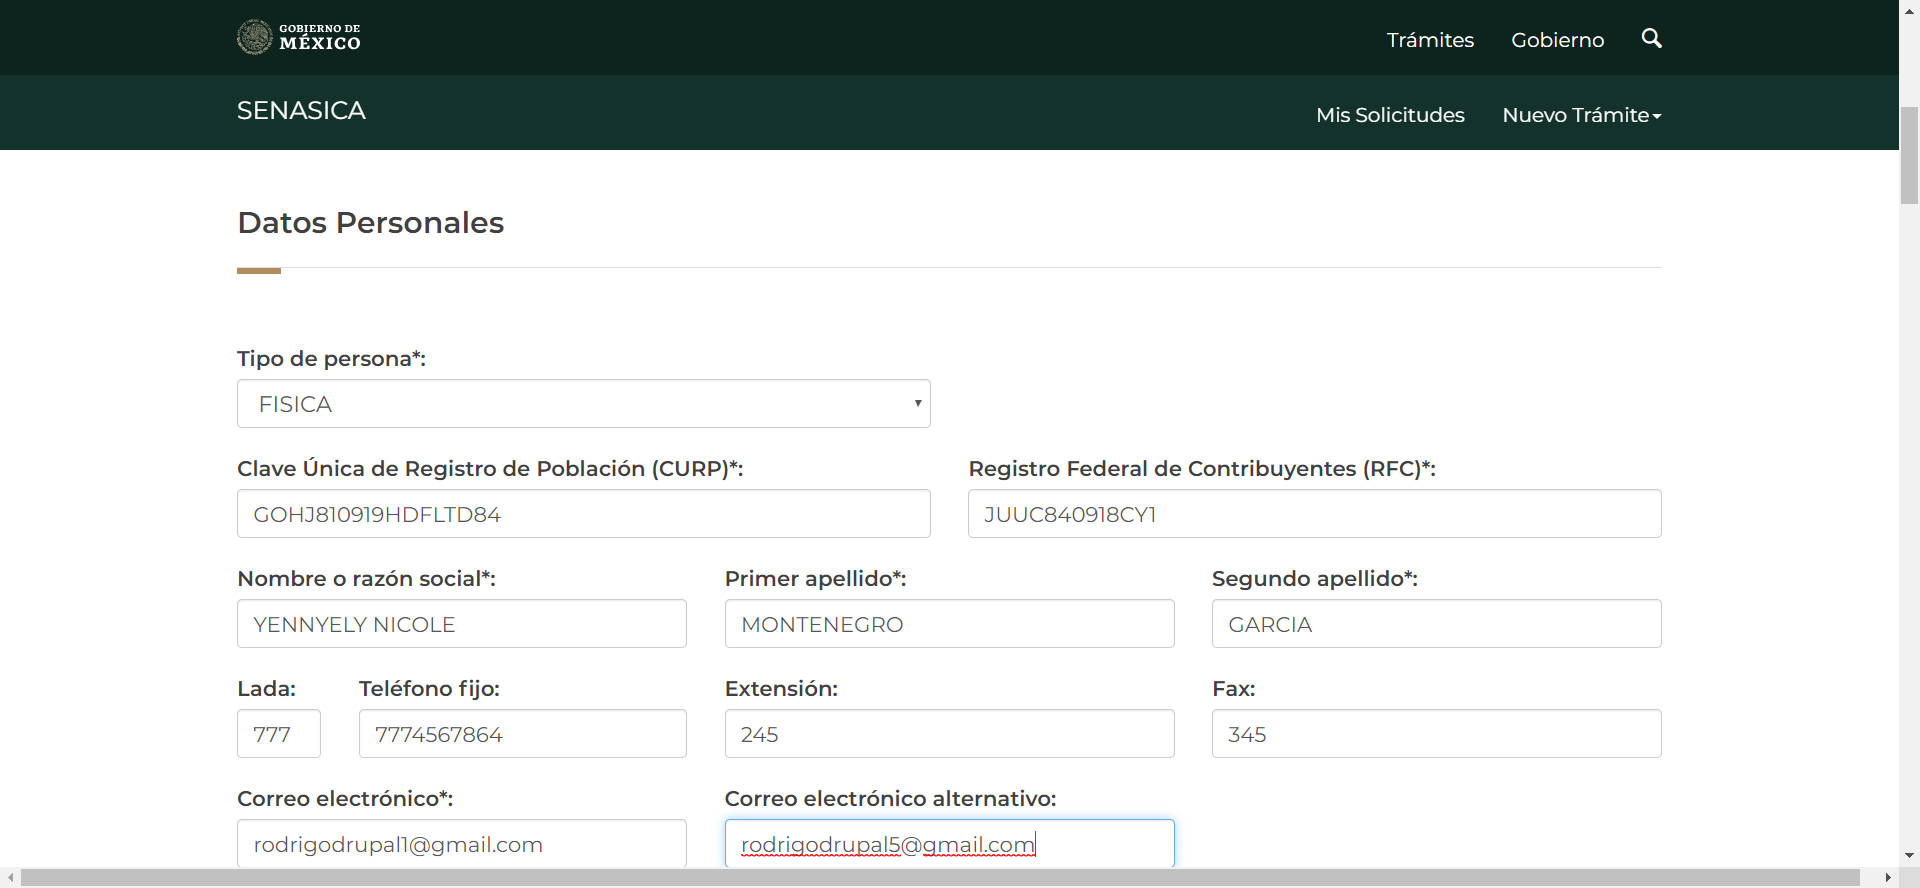 GOBIERNO DE
MÉXICO
Trámites Gobierno
SENASICA
Mis Solicitudes Nuevo Trámite
Datos Personales
Tipo de persona*:
FISICA
Clave Única de Registro de Población (CURP)*: Registro Federal de Contribuyentes (RFC)*:
GOHJ810919HDFLTD84 JUUC840918CY1
Nombre o razón social*: Primer apellido*: Segundo apellido*:
YENNYELY NICOLE MONTENEGRO GARCIA
Lada: Teléfono fijo: Extensión: Fax:
777 7774567864 245 345
Correo electrónico*: Correo electrónico alternativo:
rodrigodrupal1@gmail.com rodrigodrupal5@gmail.com